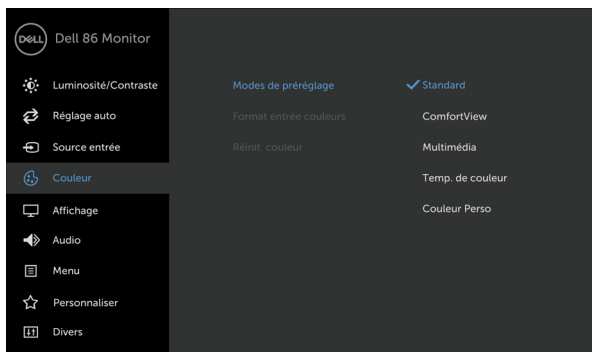 DELL Dell 86 Monitor
Luminosité/Contraste
Modes de préréglage
Standard
Réglage auto
Format entrée couleurs
ComfortView
Source entrée
Réinit. couleur
Multimédia
Couleur
Temp. de couleur
Affichage
Couleur Perso
Audio
Menu
Personnaliser
Divers